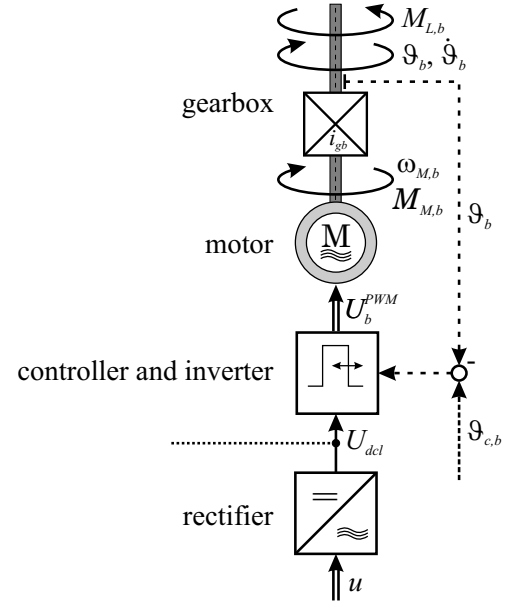 M_{L,b}
ϑ_b, ϑ̇_b
gearbox
i_{gb}
ω_{M,b}
M_{M,b}
ϑ_b
motor
M
U_b^{PWM}
controller and inverter
-
ϑ_{c,b}
U_{dcl}
rectifier
u